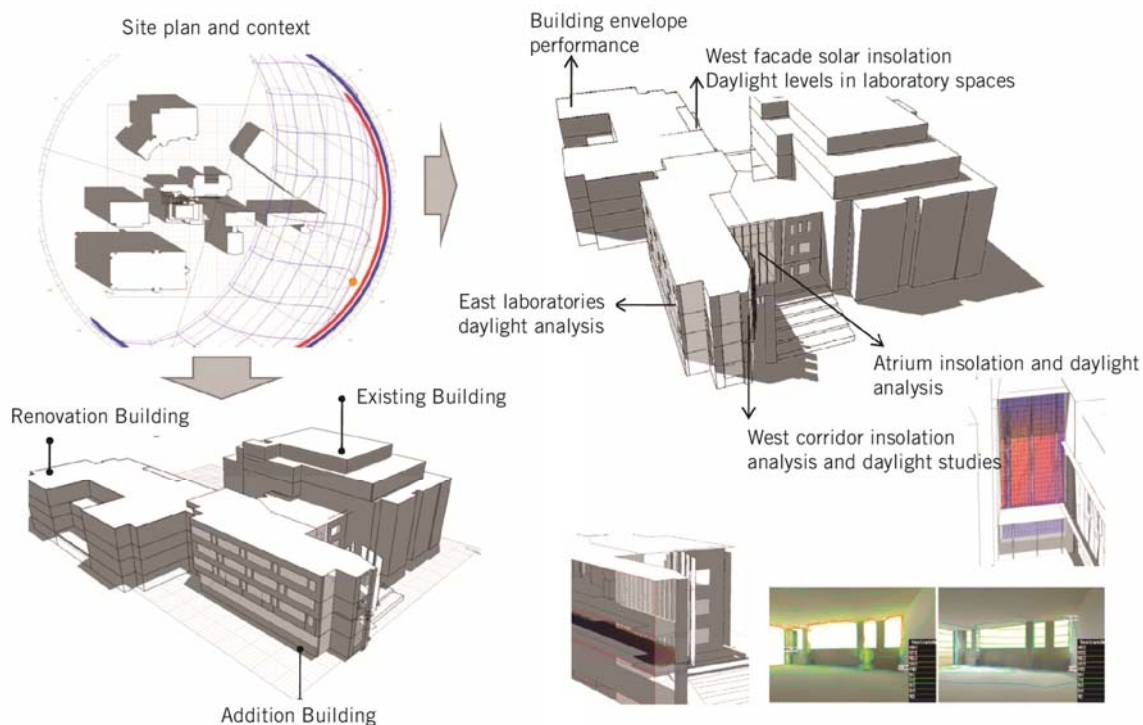 Site plan and context
Building envelope
performance
West facade solar insolation
Daylight levels in laboratory spaces
East laboratories
daylight analysis
Atrium insolation and daylight
analysis
West corridor insolation
analysis and daylight studies
Renovation Building
Existing Building
Addition Building